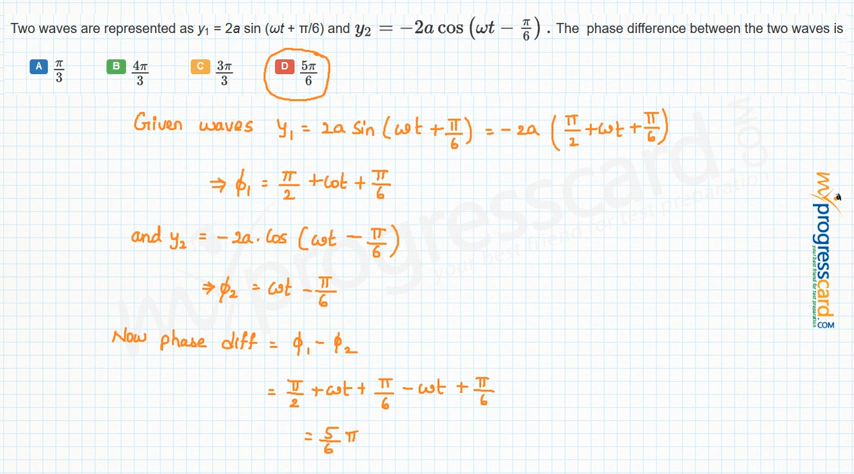 Two waves are represented as y₁ = 2a sin (ωt + π/6) and y₂ = −2a cos (ωt − π/6) . The phase difference between the two waves is
A π/3 B 4π/3 C 3π/3 D 5π/6
Given waves y₁ = 2a sin (ωt + π/6) = − 2a (π/2 + ωt + π/6)
⇒ ϕ₁ = π/2 + ωt + π/6
and y₂ = − 2a. cos (ωt − π/6)
⇒ ϕ₂ = ωt − π/6
Now phase diff = ϕ₁ − ϕ₂
= π/2 + ωt + π/6 − ωt + π/6
= 5/6 π
myprogresscard.COM